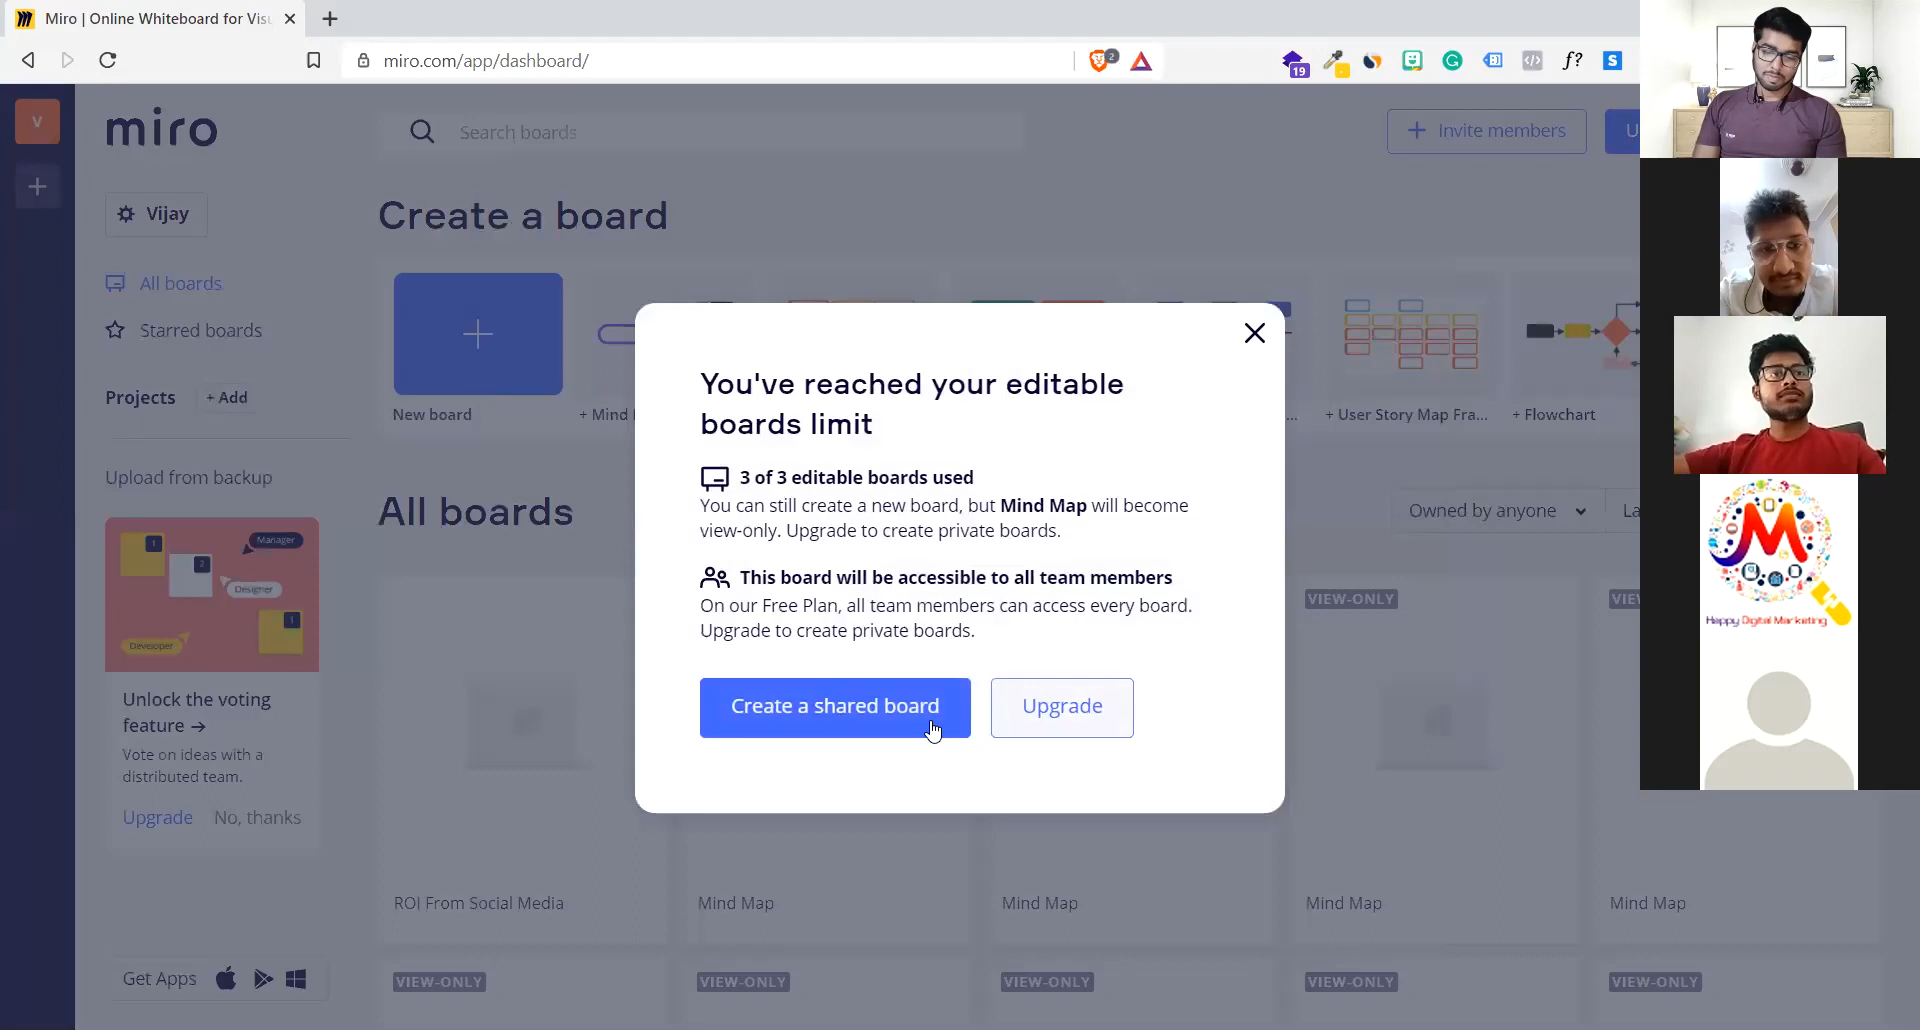 Miro | Online Whiteboard for Visu
miro.com/app/dashboard/
2
19
f?
S
V
miro
Search boards
Invite members
U
Vijay
Create a board
All boards
Starred boards
New board
+ Mind
+ User Story Map Fra...
+ Flowchart
Projects
+ Add
Upload from backup
All boards
Owned by anyone
La
Manager
1
2
Designer
1
Developer
Unlock the voting
feature →
Vote on ideas with a
distributed team.
Upgrade
No, thanks
You've reached your editable
boards limit
3 of 3 editable boards used
You can still create a new board, but Mind Map will become
view-only. Upgrade to create private boards.
This board will be accessible to all team members
On our Free Plan, all team members can access every board.
Upgrade to create private boards.
Create a shared board
Upgrade
VIEW-ONLY
VIEW
Happy Digital Marketing
ROI From Social Media
Mind Map
Mind Map
Mind Map
Mind Map
Get Apps
VIEW-ONLY
VIEW-ONLY
VIEW-ONLY
VIEW-ONLY
VIEW-ONLY